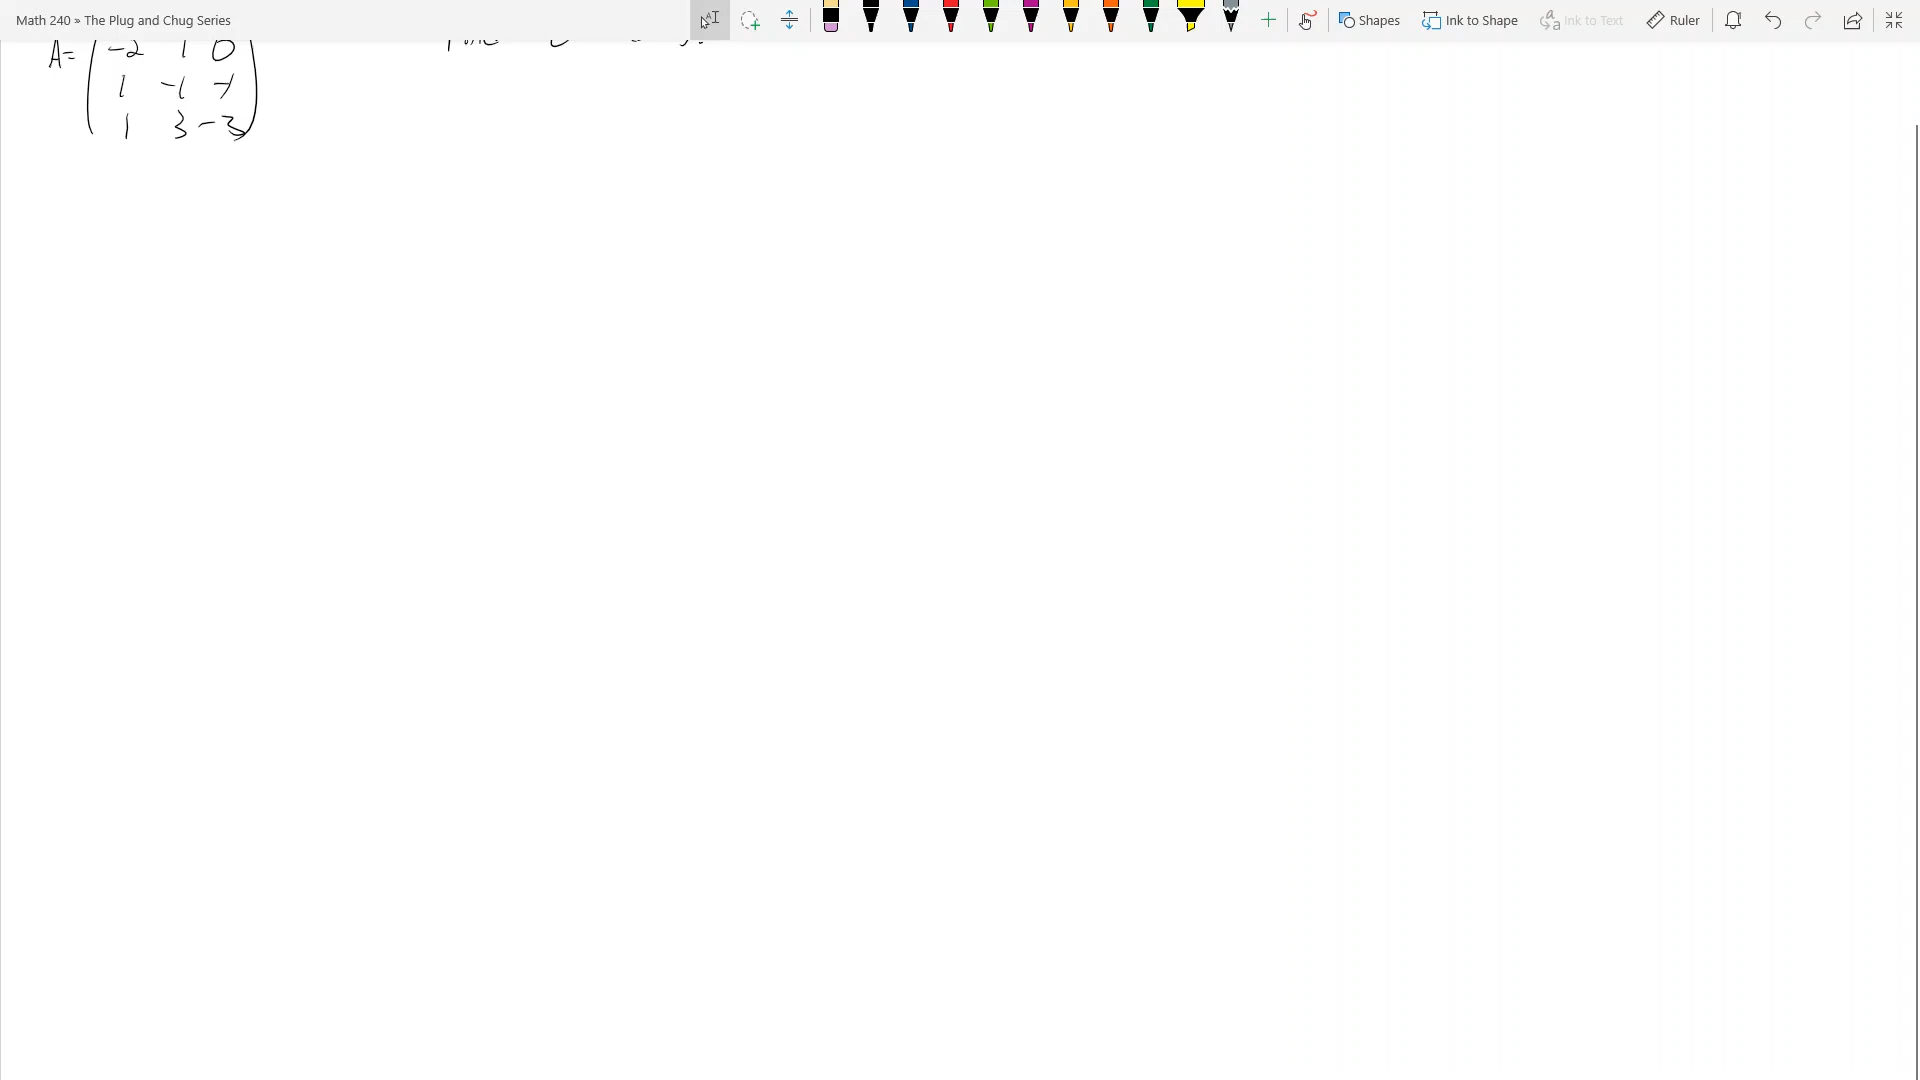 Math 240 » The Plug and Chug Series
Shapes
Ink to Shape
Ink to Text
Ruler
A= -2 1 0
1 -1 -1
1 3 -3